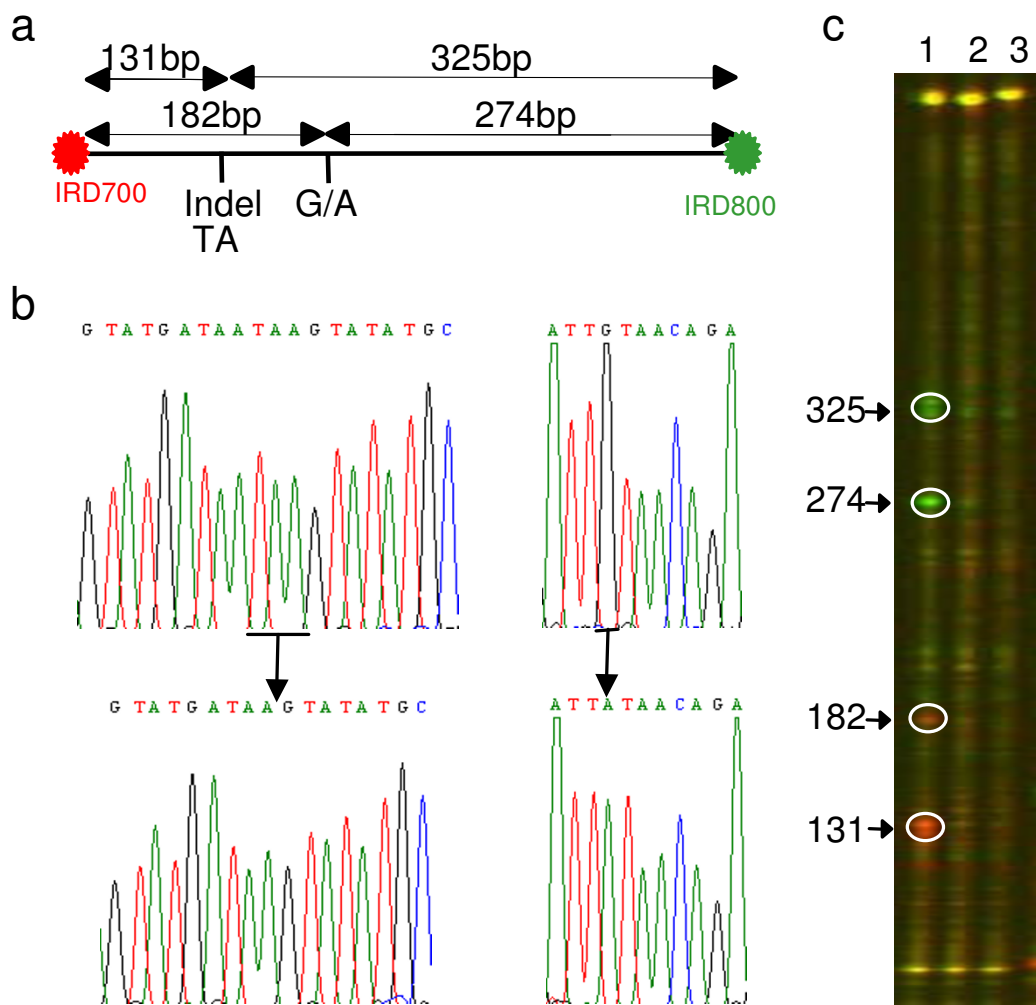 a
131bp 325bp
182bp 274bp
IRD700
Indel
TA
G/A
IRD800
b
G T A T G A T A A T A A G T A T A T G C
A T T G T A A C A G A
G T A T G A T A A G T A T A T G C
A T T A T A A C A G A
c
1 2 3
325
274
182
131